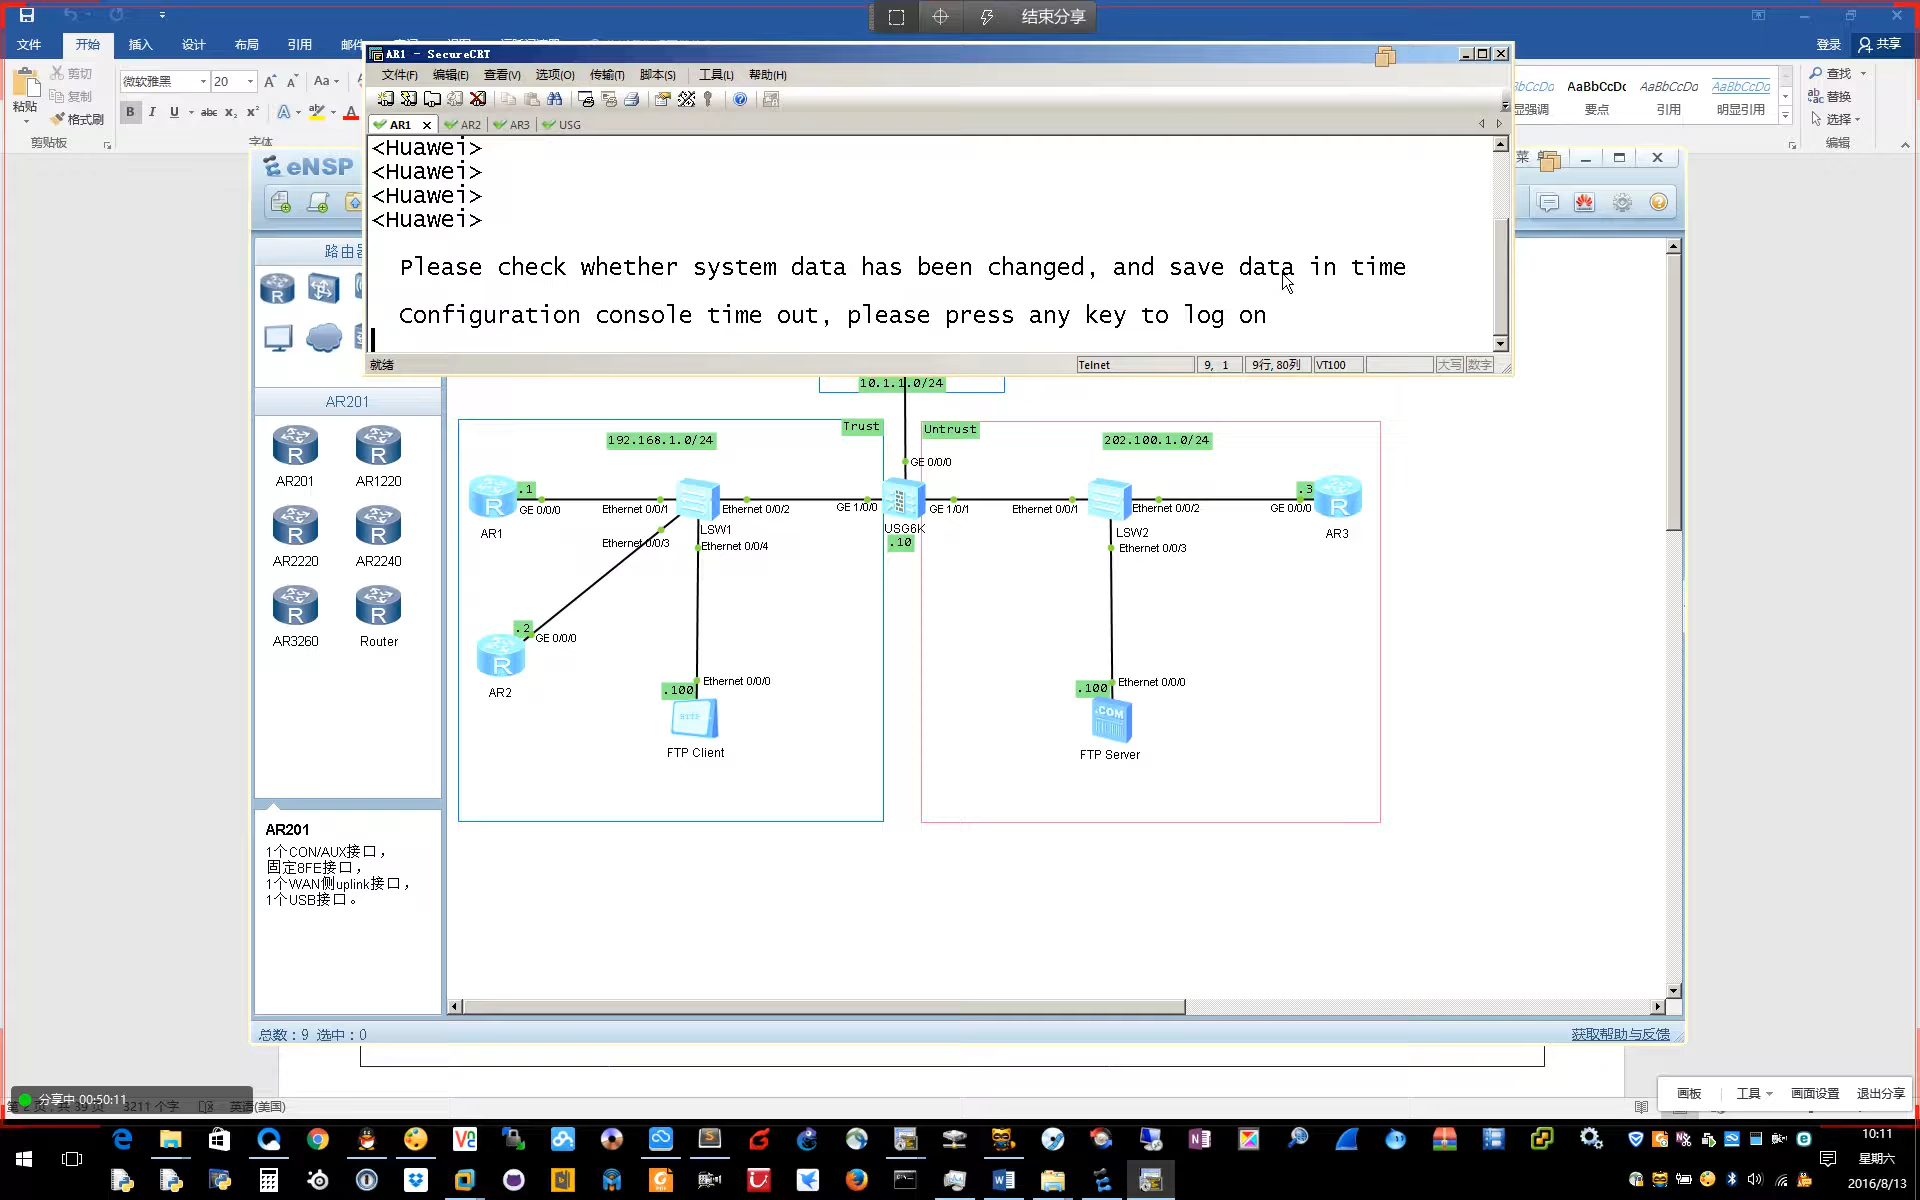 结束分享
文件
开始
插入
设计
布局
引用
登录
共享
剪切
复制
粘贴
格式刷
剪贴板
微软雅黑
20
字体
AaBbCcDc
AaBbCcDc
要点
引用
明显引用
查找
替换
选择
编辑
AR1 - SecureCRT
文件(F)
编辑(E)
查看(V)
选项(O)
传输(T)
脚本(S)
工具(L)
帮助(H)
AR1
AR2
AR3
USG
<Huawei>
<Huawei>
<Huawei>
<Huawei>
Please check whether system data has been changed, and save data in time
Configuration console time out, please press any key to log on
就绪
Telnet
9, 1
9行, 80列
VT100
大写
数字
eNSP
AR201
AR201
AR1220
AR2220
AR2240
AR3260
Router
AR201
1个CON/AUX接口，
固定8FE接口，
1个WAN侧uplink接口，
1个USB接口。
10.1.1.0/24
Trust
Untrust
192.168.1.0/24
202.100.1.0/24
GE 0/0/0
.1
GE 0/0/0
AR1
Ethernet 0/0/1
Ethernet 0/0/2
LSW1
Ethernet 0/0/3
Ethernet 0/0/4
GE 1/0/0
GE 1/0/1
USG6K
.10
Ethernet 0/0/1
Ethernet 0/0/2
LSW2
Ethernet 0/0/3
.3
GE 0/0/0
AR3
.2
GE 0/0/0
AR2
Ethernet 0/0/0
.100
HTTP
FTP Client
Ethernet 0/0/0
.100
.COM
FTP Server
总数：9 选中：0
获取帮助与反馈
分享中 00:50:11
3211 个字
英语(美国)
画板
工具
画面设置
退出分享
10:11
星期六
2016/8/13